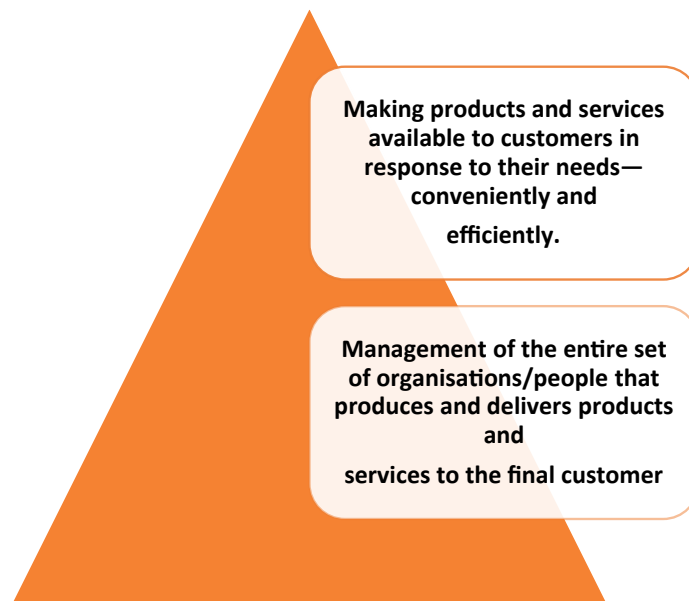 Making products and services
available to customers in
response to their needs—
conveniently and
efficiently.
Management of the entire set
of organisations/people that
produces and delivers products
and
services to the final customer